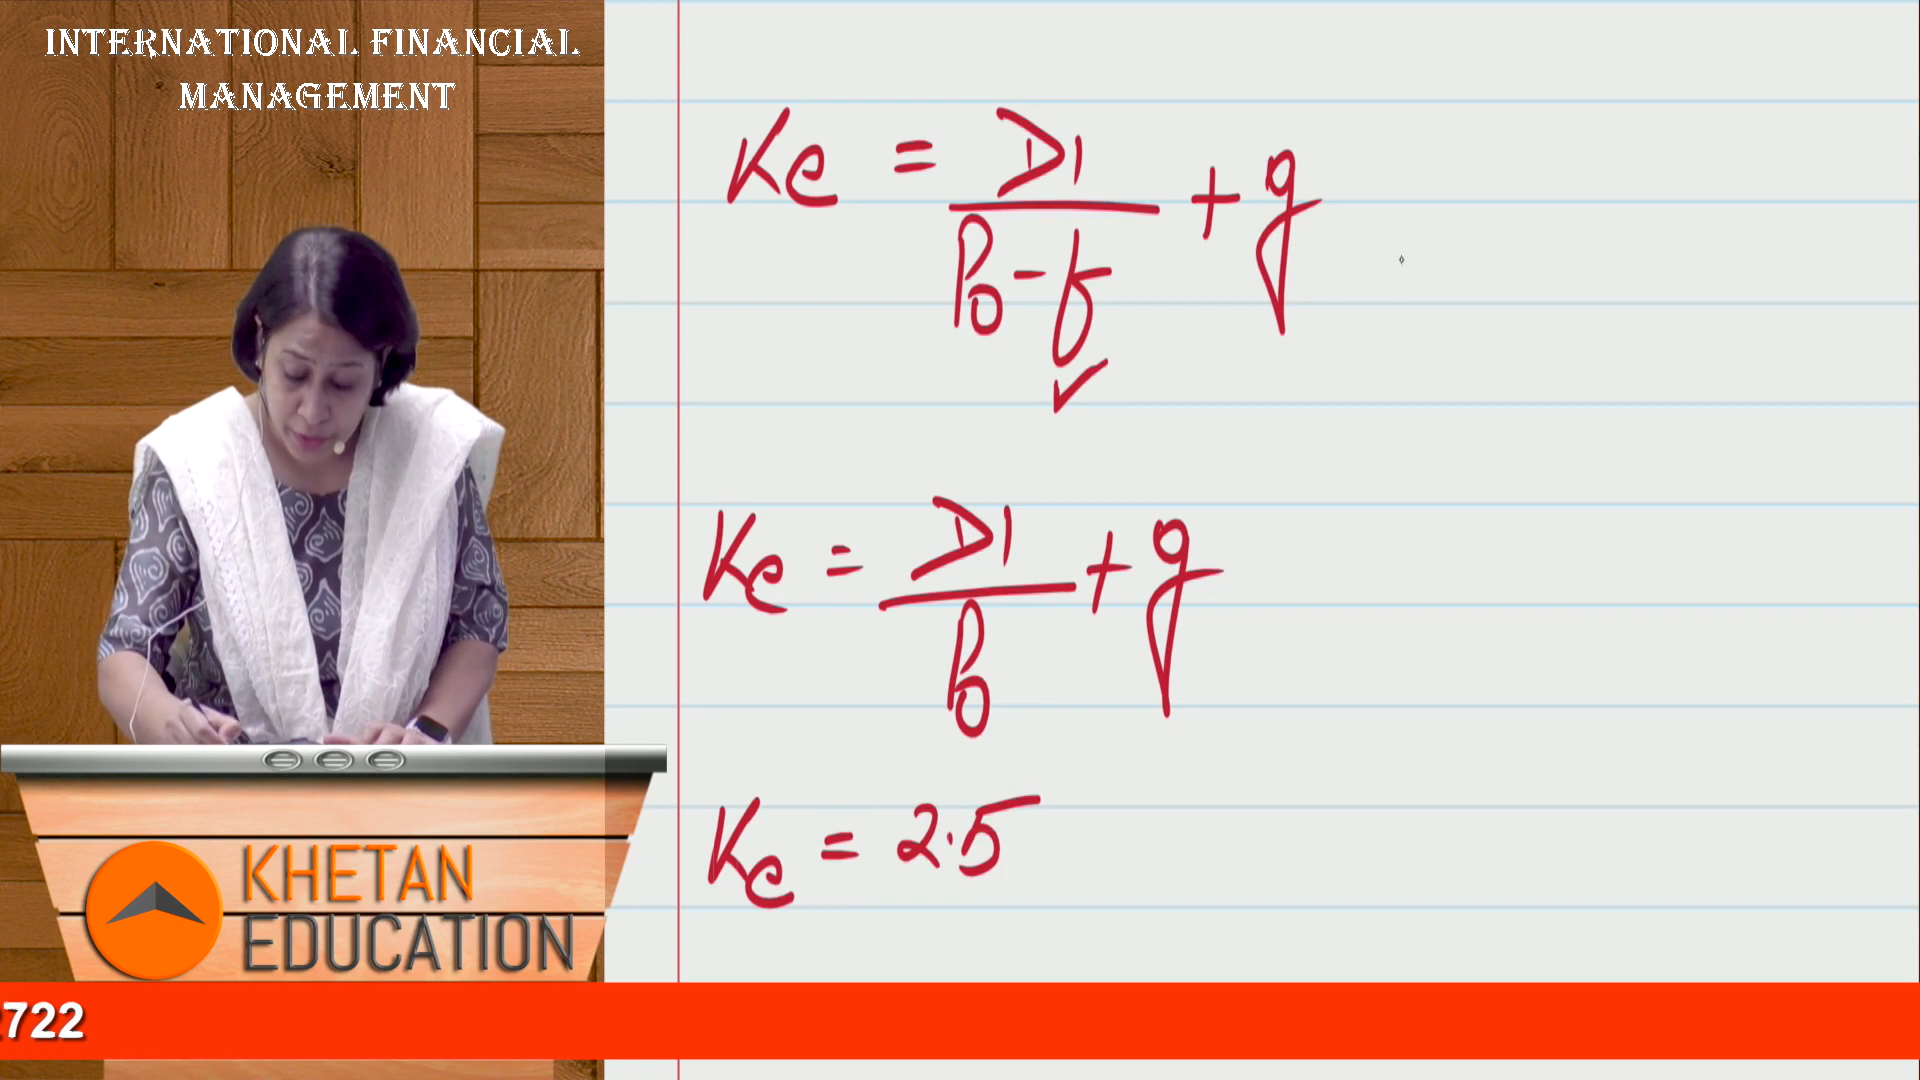 INTERNATIONAL FINANCIAL
MANAGEMENT
Ke = D1 / P0 - f + g
Ke = D1 / P0 + g
Ke = 2.5
KHETAN
EDUCATION
722